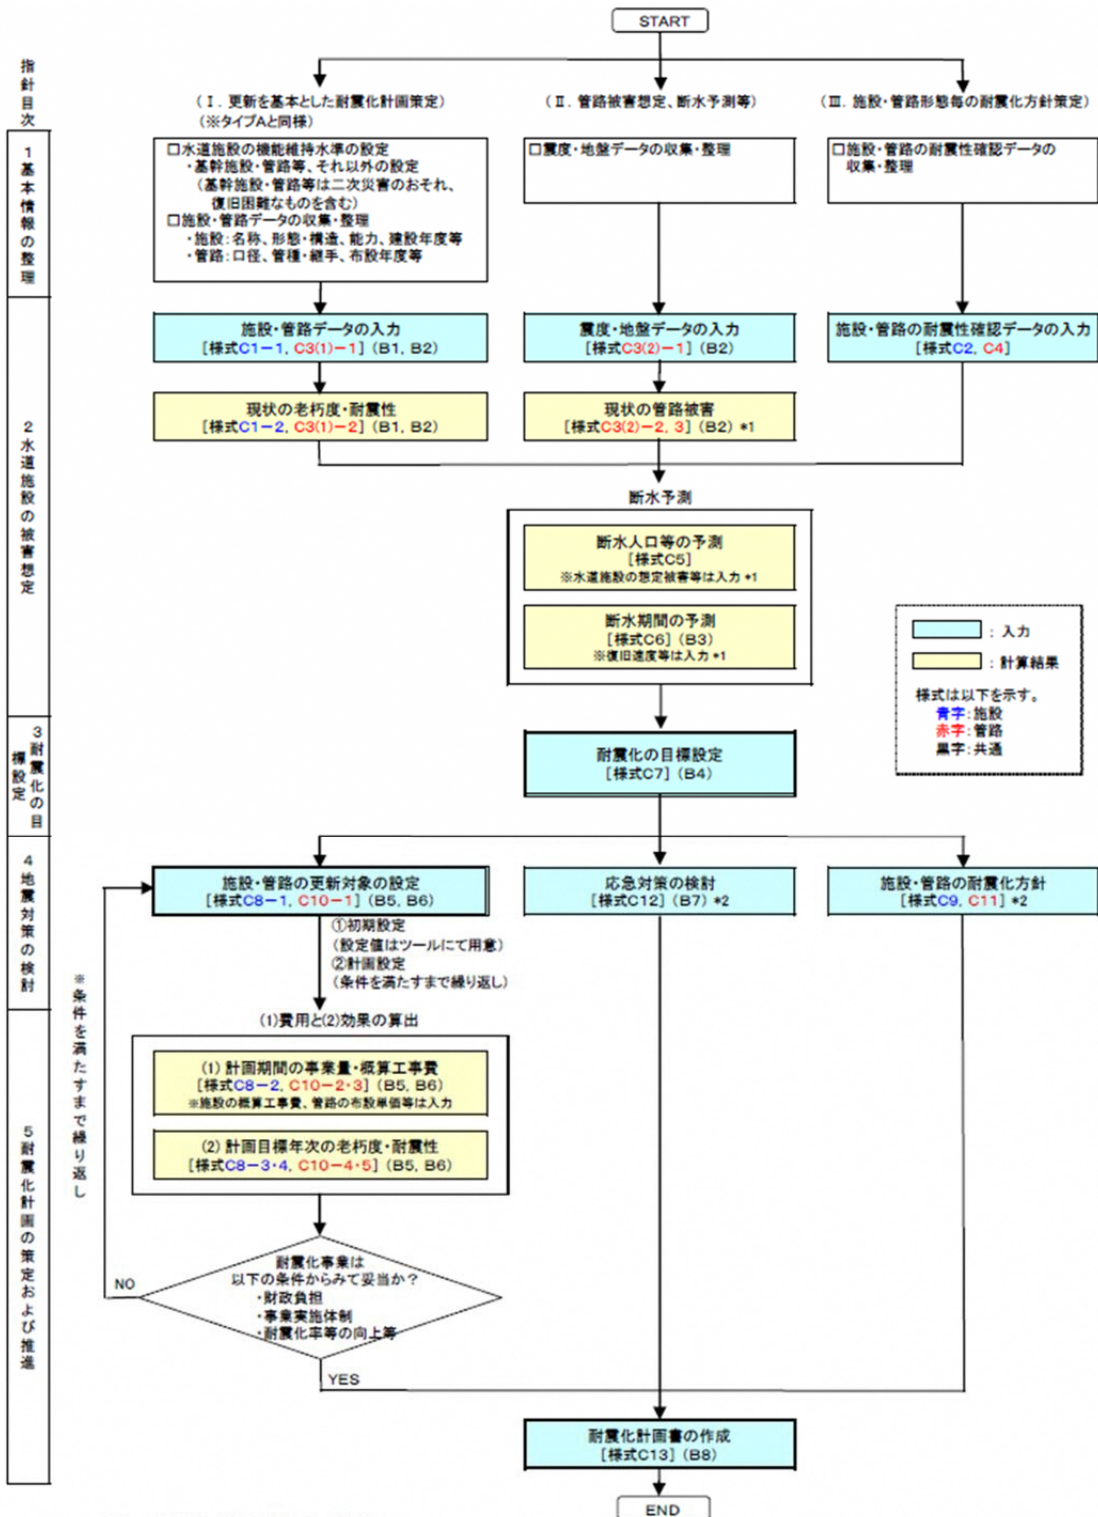 START
指針目次
(Ⅰ. 更新を基本とした耐震化計画策定)
(※タイプAと同様)
(Ⅱ. 管路被害想定、断水予測等)
(Ⅲ. 施設・管路形態毎の耐震化方針策定)
1 基本情報の整理
□水道施設の機能維持水準の設定
・基幹施設・管路等、それ以外の設定
(基幹施設・管路等は二次災害のおそれ、
復旧困難なものを含む)
□施設・管路データの収集・整理
・施設:名称、形態・構造、能力、建設年度等
・管路:口径、管種・継手、布設年度等
□震度・地盤データの収集・整理
□施設・管路の耐震性確認データの
収集・整理
2 水道施設の被害想定
施設・管路データの入力
[様式C1-1, C3(1)-1] (B1, B2)
震度・地盤データの入力
[様式C3(2)-1] (B2)
施設・管路の耐震性確認データの入力
[様式C2, C4]
現状の老朽度・耐震性
[様式C1-2, C3(1)-2] (B1, B2)
現状の管路被害
[様式C3(2)-2, 3] (B2) *1
断水予測
断水人口等の予測
[様式C5]
※水道施設の想定被害等は入力 *1
断水期間の予測
[様式C6] (B3)
※復旧速度等は入力 *1
:入力
:計算結果
様式は以下を示す。
青字:施設
赤字:管路
黒字:共通
3 耐震化の目標設定
耐震化の目標設定
[様式C7] (B4)
4 地震対策の検討
施設・管路の更新対象の設定
[様式C8-1, C10-1] (B5, B6)
応急対策の検討
[様式C12] (B7) *2
施設・管路の耐震化方針
[様式C9, C11] *2
①初期設定
(設定値はツールにて用意)
②計画設定
(条件を満たすまで繰り返し)
※条件を満たすまで繰り返し
5 耐震化計画の策定および推進
(1)費用と(2)効果の算出
(1) 計画期間の事業量・概算工事費
[様式C8-2, C10-2・3] (B5, B6)
※施設の概算工事費、管路の布設単価等は入力
(2) 計画目標年次の老朽度・耐震性
[様式C8-3・4, C10-4・5] (B5, B6)
耐震化事業は
以下の条件からみて妥当か?
・財政負担
・事業実施体制
・耐震化率等の向上等
NO
YES
耐震化計画書の作成
[様式C13] (B8)
END